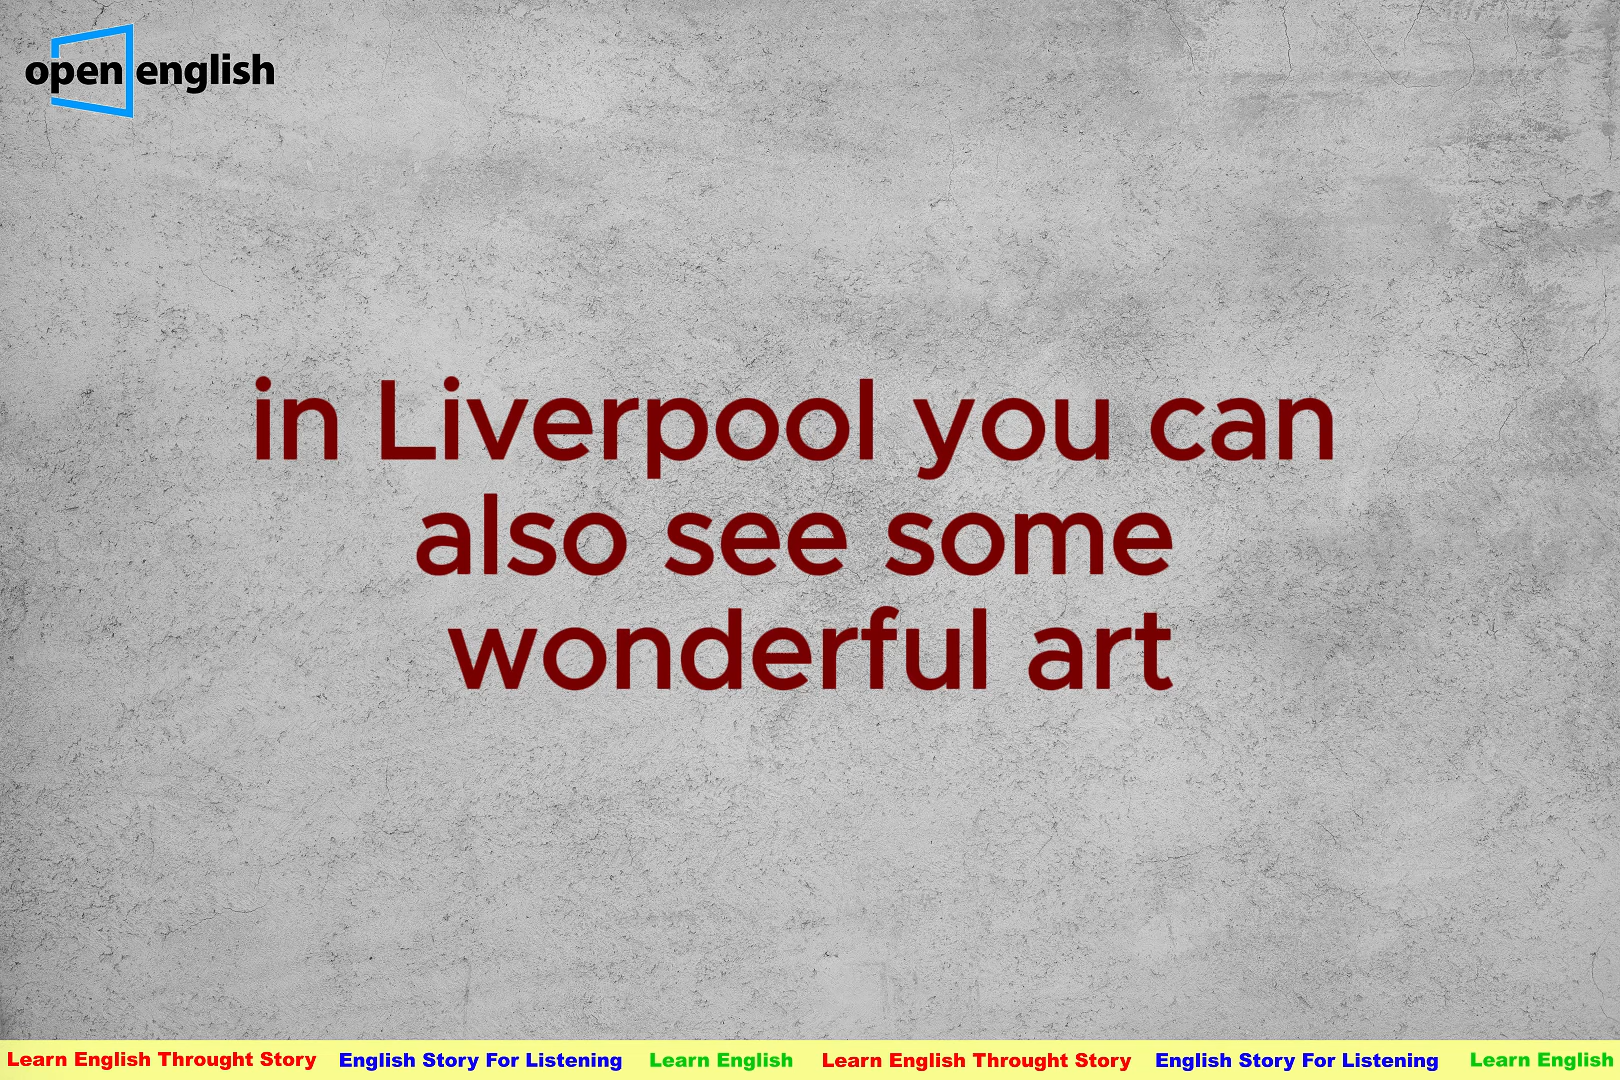 open english
in Liverpool you can
also see some
wonderful art
Learn English Throught Story English Story For Listening Learn English Learn English Throught Story English Story For Listening Learn English